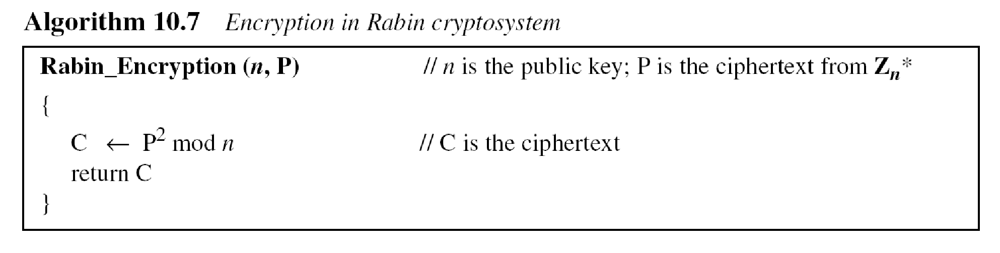 Algorithm 10.7 Encryption in Rabin cryptosystem
Rabin_Encryption (n, P) // n is the public key; P is the ciphertext from Zn*
{
C ← P² mod n // C is the ciphertext
return C
}